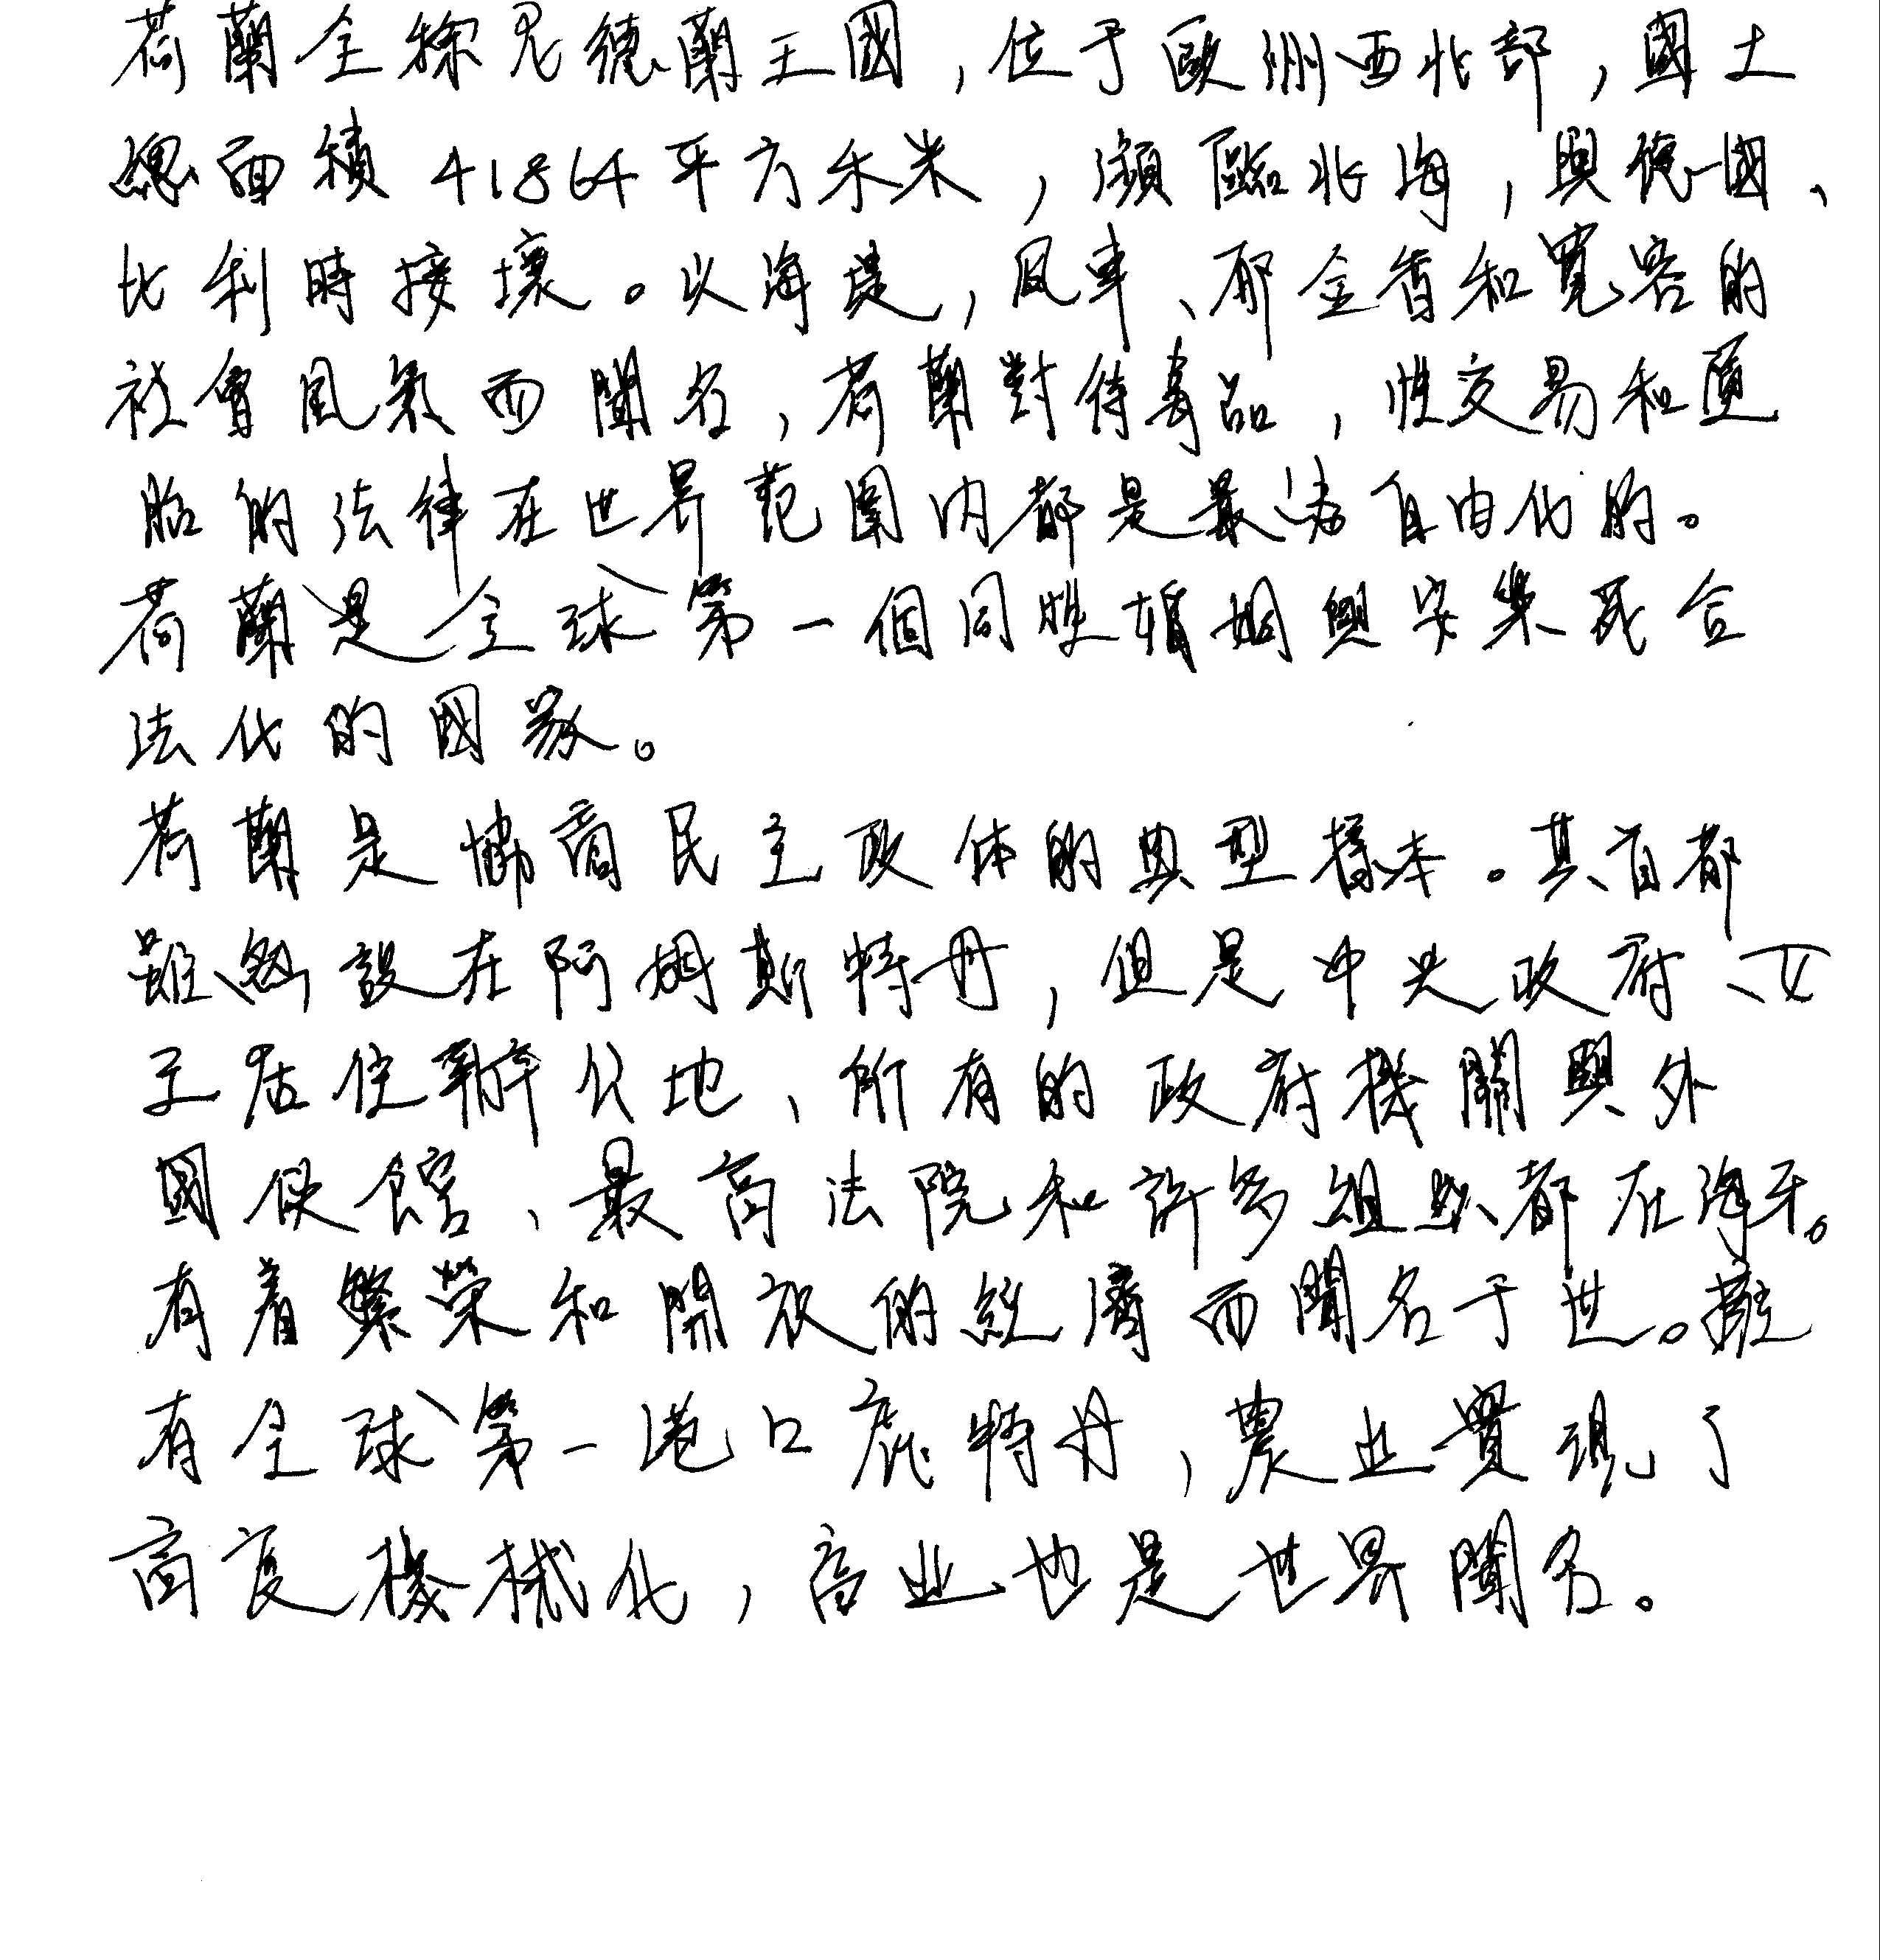 荷蘭全稱尼德蘭王國，位于歐洲西北部，國土
總面積41864平方米米，瀕臨北海，與德國、
比利時接壤。以海堤，風車、郁金香和寬容的
社會風氣而聞名，荷蘭對待毒品，性交易和墮
胎的法律在世界範圍内都是最為自由化的。
荷蘭是全球第一個同性婚姻與安樂死合
法化的國家。
荷蘭是協商民主政体的典型樣本。其首都
雖然設在阿姆斯特丹，但是中央政府、女
王居住辦公地、所有的政府機關與外
國使館、最高法院和許多組織都在海牙。
有着繁榮和開放的經濟而聞名于世。擁
有全球第一港口鹿特丹，農业實現了
高度機械化，商业也是世界聞名。